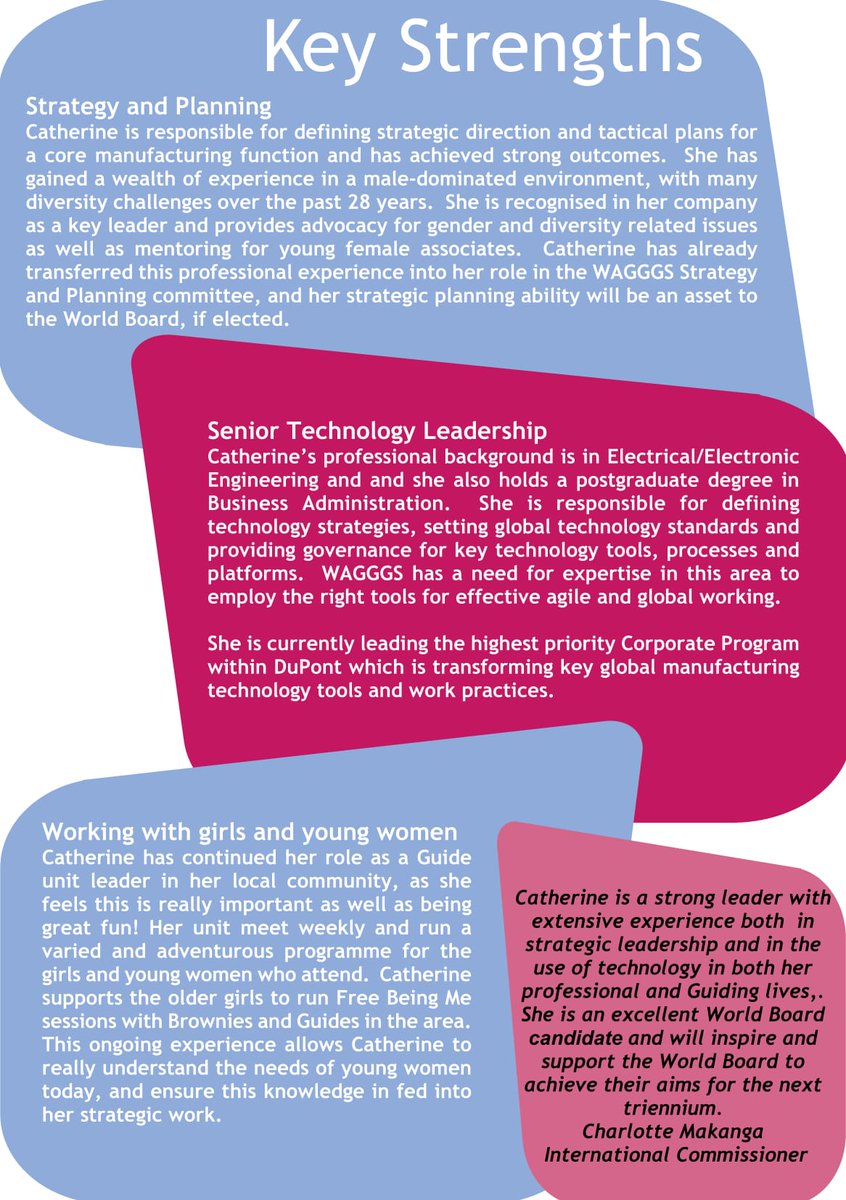 Key Strengths
Strategy and Planning
Catherine is responsible for defining strategic direction and tactical plans for
a core manufacturing function and has achieved strong outcomes.  She has
gained a wealth of experience in a male-dominated environment, with many
diversity challenges over the past 28 years.  She is recognised in her company
as a key leader and provides advocacy for gender and diversity related issues
as well as mentoring for young female associates.  Catherine has already
transferred this professional experience into her role in the WAGGGS Strategy
and Planning committee, and her strategic planning ability will be an asset to
the World Board, if elected.
Senior Technology Leadership
Catherine’s professional background is in Electrical/Electronic
Engineering and and she also holds a postgraduate degree in
Business Administration.  She is responsible for defining
technology strategies, setting global technology standards and
providing governance for key technology tools, processes and
platforms.  WAGGGS has a need for expertise in this area to
employ the right tools for effective agile and global working.
She is currently leading the highest priority Corporate Program
within DuPont which is transforming key global manufacturing
technology tools and work practices.
Working with girls and young women
Catherine has continued her role as a Guide
unit leader in her local community, as she
feels this is really important as well as being
great fun! Her unit meet weekly and run a
varied and adventurous programme for the
girls and young women who attend.  Catherine
supports the older girls to run Free Being Me
sessions with Brownies and Guides in the area.
This ongoing experience allows Catherine to
really understand the needs of young women
today, and ensure this knowledge in fed into
her strategic work.
Catherine is a strong leader with
extensive experience both  in
strategic leadership and in the
use of technology in both her
professional and Guiding lives,.
She is an excellent World Board
candidate and will inspire and
support the World Board to
achieve their aims for the next
triennium.
Charlotte Makanga
International Commissioner